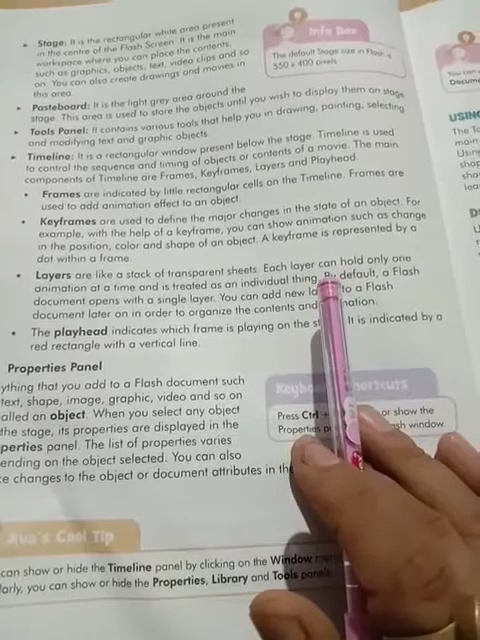 Stage: It is the rectangular white area present
in the centre of the Flash Screen. It is the main
workspace where you can place the contents,
such as graphics, objects, text, video clips and so
on. You can also create drawings and movies in
this area.
Pasteboard: It is the light grey area around the
stage. This area is used to store the objects until you wish to display them on stage.
Tools Panel: It contains various tools that help you in drawing, painting, selecting
and modifying text and graphic objects.
Timeline: It is a rectangular window present below the stage. Timeline is used
to control the sequence and timing of objects or contents of a movie. The main
components of Timeline are Frames, Keyframes, Layers and Playhead.
• Frames are indicated by little rectangular cells on the Timeline. Frames are
used to add animation effect to an object.
• Keyframes are used to define the major changes in the state of an object. For
example, with the help of a keyframe, you can show animation such as change
in the position, color and shape of an object. A keyframe is represented by a
dot within a frame.
• Layers are like a stack of transparent sheets. Each layer can hold only one
animation at a time and is treated as an individual thing. By default, a Flash
document opens with a single layer. You can add new to a Flash
document later on in order to organize the contents and
• The playhead indicates which frame is playing on the It is indicated by a
red rectangle with a vertical line.
Info Box
The default Stage size in Flash is
550 x 400 pixels.
Properties Panel
ything that you add to a Flash document such
text, shape, image, graphic, video and so on
alled an object. When you select any object
the stage, its properties are displayed in the
perties panel. The list of properties varies
ending on the object selected. You can also
e changes to the object or document attributes in the
Press Ctrl + or show the
Properties window.
Ava's Cool Tip
can show or hide the Timeline panel by clicking on the Window
larly, you can show or hide the Properties, Library and Tools
You can
Docume
USING
The To
main
Using
shap
sha
lea